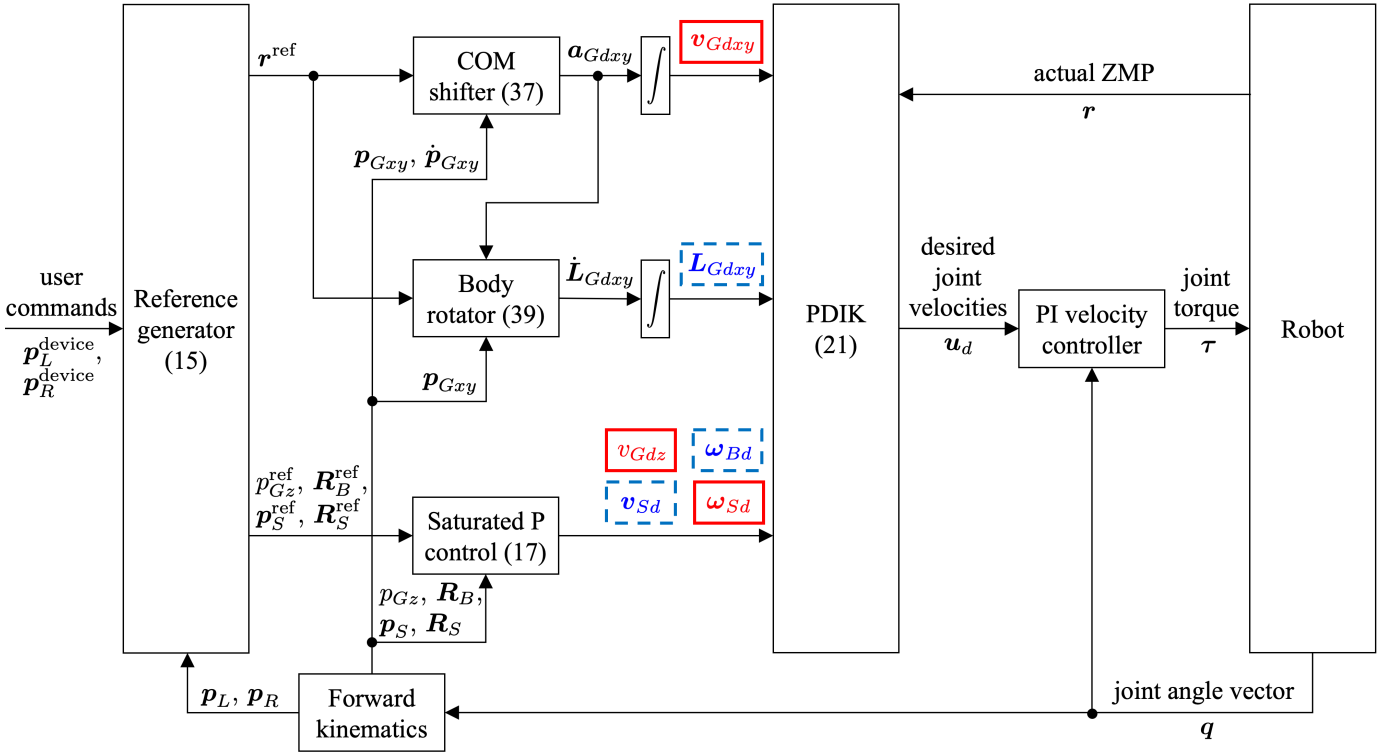 r^ref
COM
shifter (37)
a_Gdxy
∫
v_Gdxy
actual ZMP
r
p_Gxy, ṗ_Gxy
user
commands
p_L^device,
p_R^device
Reference
generator
(15)
Body
rotator (39)
L̇_Gdxy
∫
L_Gdxy
p_Gxy
PDIK
(21)
desired
joint
velocities
u_d
PI velocity
controller
joint
torque
τ
Robot
p_Gz^ref, R_B^ref,
p_S^ref, R_S^ref
Saturated P
control (17)
v_Gdz ω_Bd
v_Sd ω_Sd
p_Gz, R_B,
p_S, R_S
p_L, p_R
Forward
kinematics
joint angle vector
q